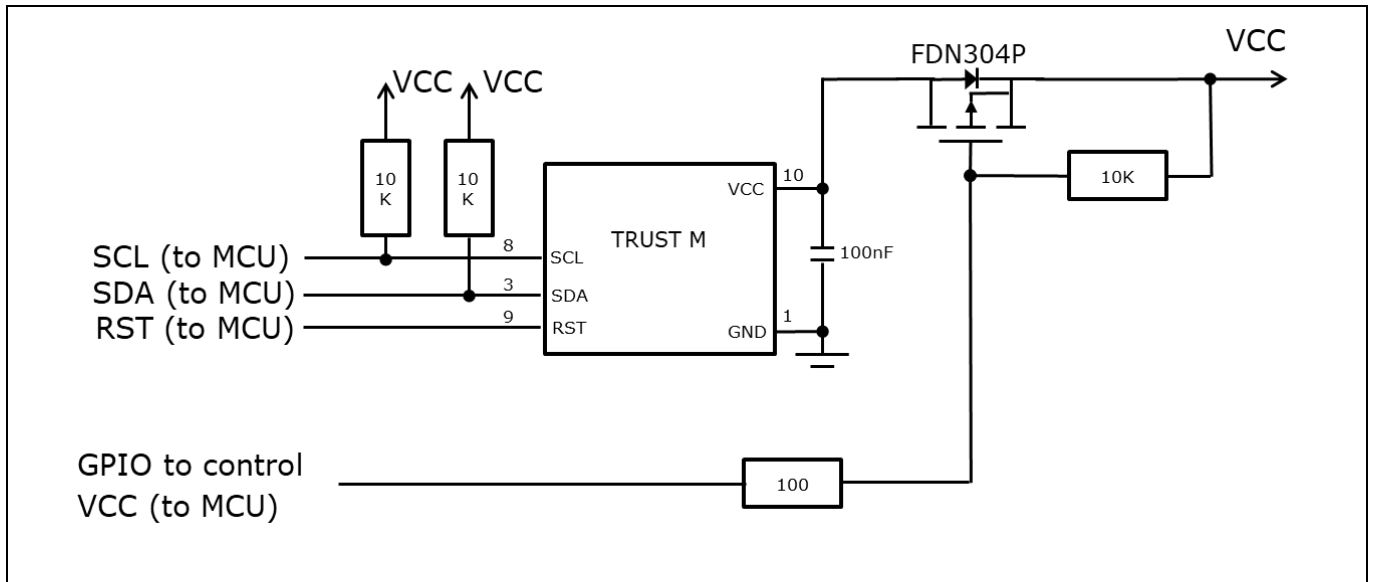 FDN304P
VCC
VCC
VCC
10
K
10
K
10K
VCC
10
TRUST M
100nF
SCL (to MCU)
8
SCL
SDA (to MCU)
3
SDA
RST (to MCU)
9
RST
GND
1
GPIO to control
VCC (to MCU)
100